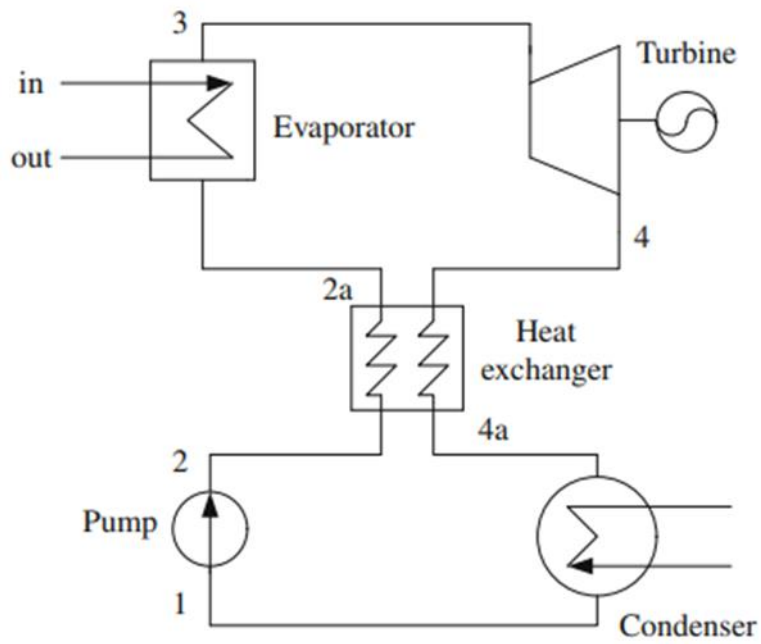 3
Turbine
in
Evaporator
out
4
2a
Heat
exchanger
4a
2
Pump
1
Condenser